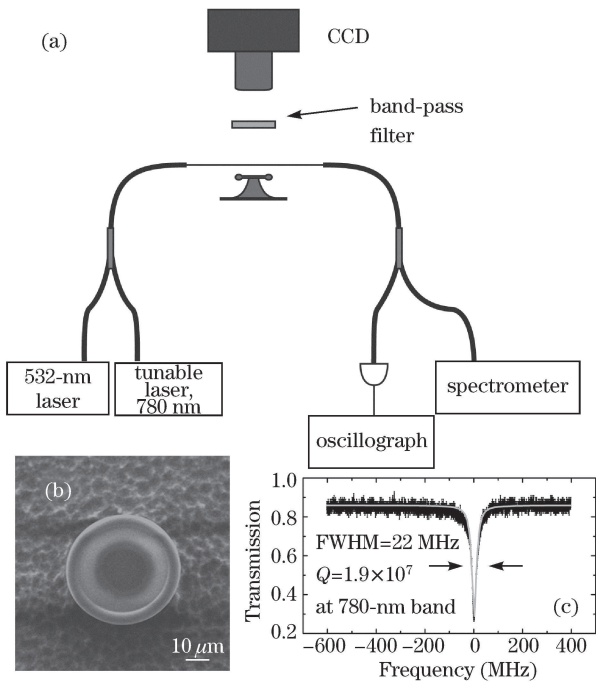 (a)
CCD
band-pass
filter
532-nm
laser
tunable
laser,
780 nm
spectrometer
oscillograph
(b)
10 μm
1.0
0.8
0.6
0.4
0.2
Transmission
FWHM=22 MHz
Q=1.9×10⁷
at 780-nm band
(c)
−600 −400 −200 0 200 400
Frequency (MHz)